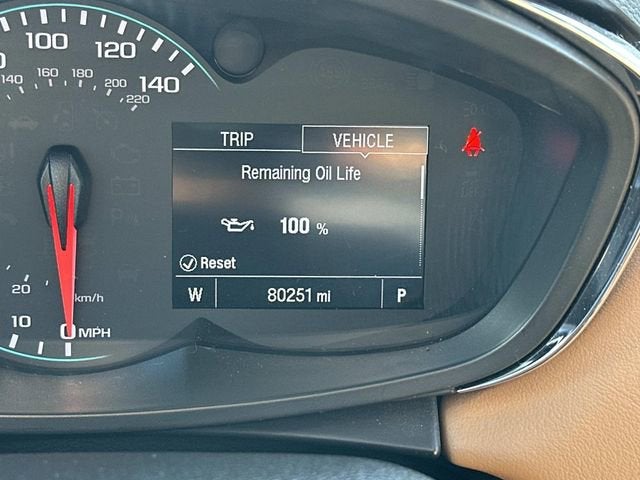 100 120 140
140 160 180 200 220
TRIP VEHICLE
Remaining Oil Life
100 %
Reset
W 80251 mi P
20 km/h
10 0 MPH